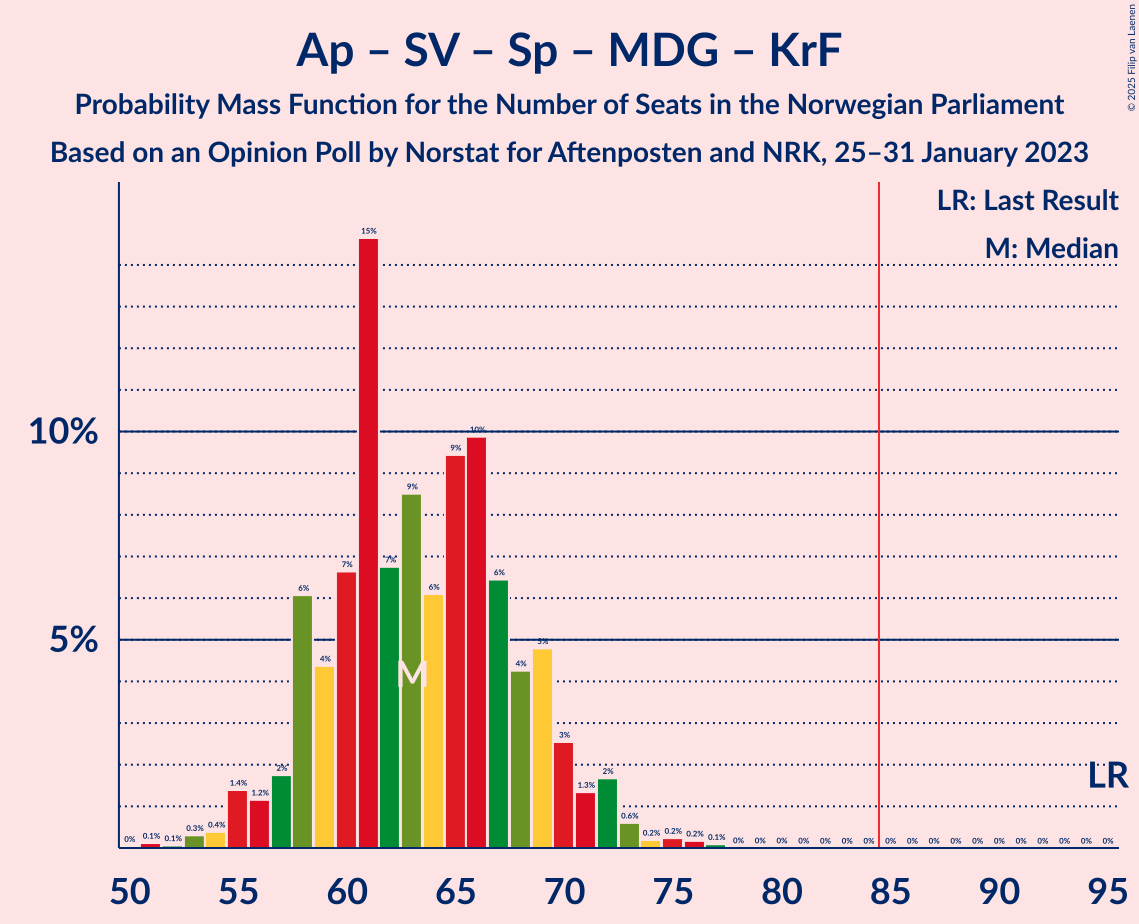 Ap – SV – Sp – MDG – KrF
Probability Mass Function for the Number of Seats in the Norwegian Parliament
Based on an Opinion Poll by Norstat for Aftenposten and NRK, 25–31 January 2023
© 2025 Filip van Laenen
LR: Last Result
M: Median
10%
5%
0% 0.1% 0.1% 0.3% 0.4% 1.4% 1.2% 2% 6% 4% 7% 15% 7% 9% 6% 9% 10% 6% 4% 5% 3% 1.3% 2% 0.6% 0.2% 0.2% 0.2% 0.1% 0% 0% 0% 0% 0% 0% 0% 0% 0% 0% 0% 0% 0% 0% 0% 0% 0% 0%
M
LR
50 55 60 65 70 75 80 85 90 95